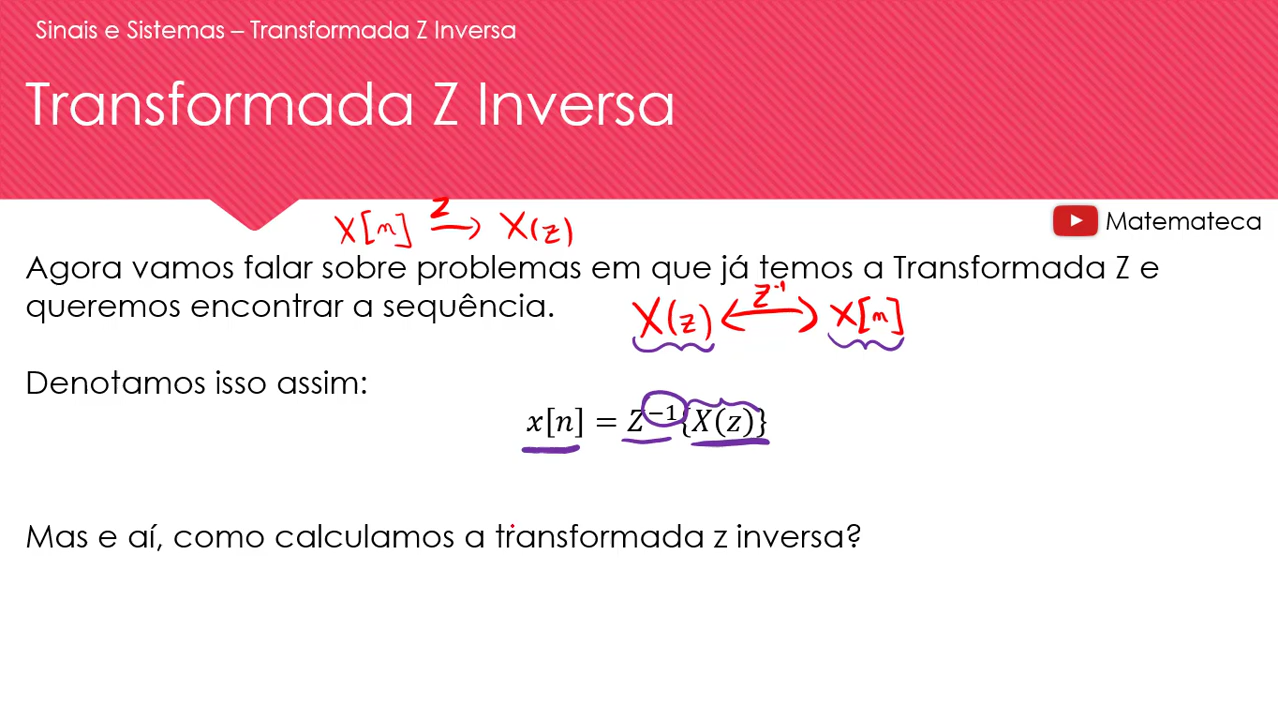 Sinais e Sistemas – Transformada Z Inversa
Transformada Z Inversa
x[n] Z → X(z)
Matemateca
Agora vamos falar sobre problemas em que já temos a Transformada Z e
queremos encontrar a sequência.
X(z) ⟷ Z⁻¹ x[n]
Denotamos isso assim:
x[n] = Z⁻¹{X(z)}
Mas e aí, como calculamos a transformada z inversa?